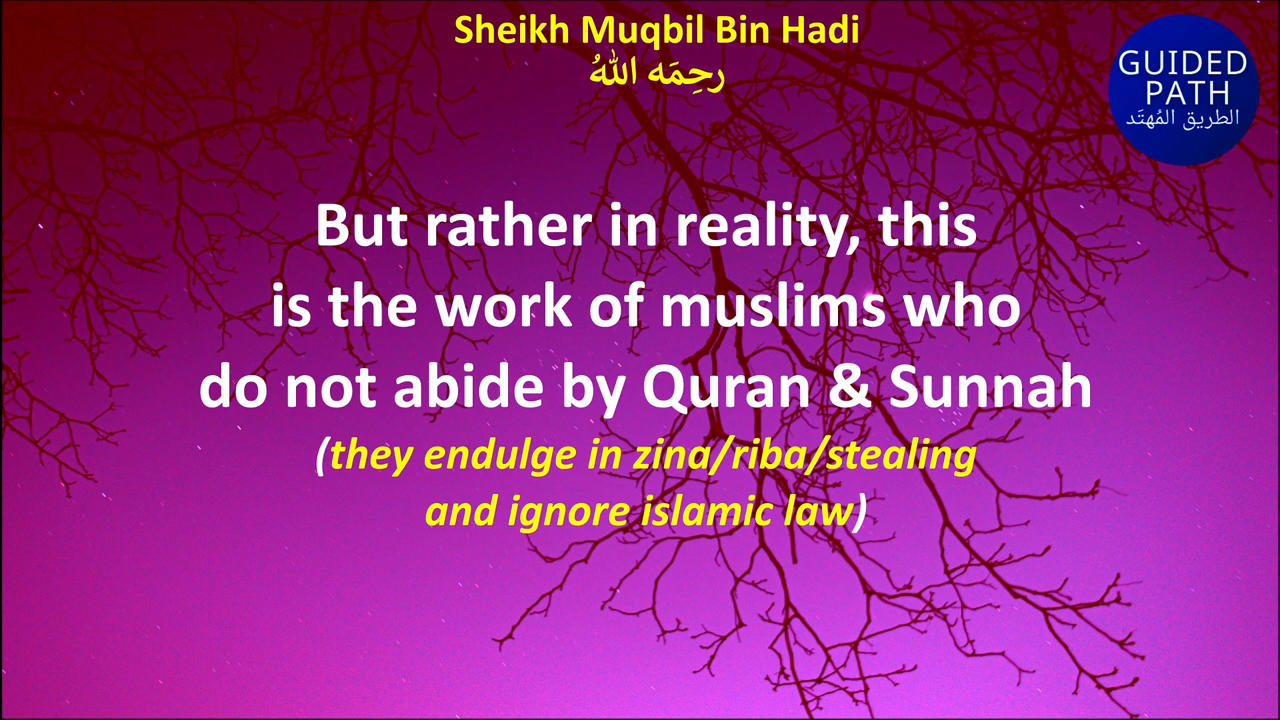 Sheikh Muqbil Bin Hadi
رحِمَه اللهُ
GUIDED
PATH
الطريق المُهتَد
But rather in reality, this
is the work of muslims who
do not abide by Quran & Sunnah
(they endulge in zina/riba/stealing
and ignore islamic law)